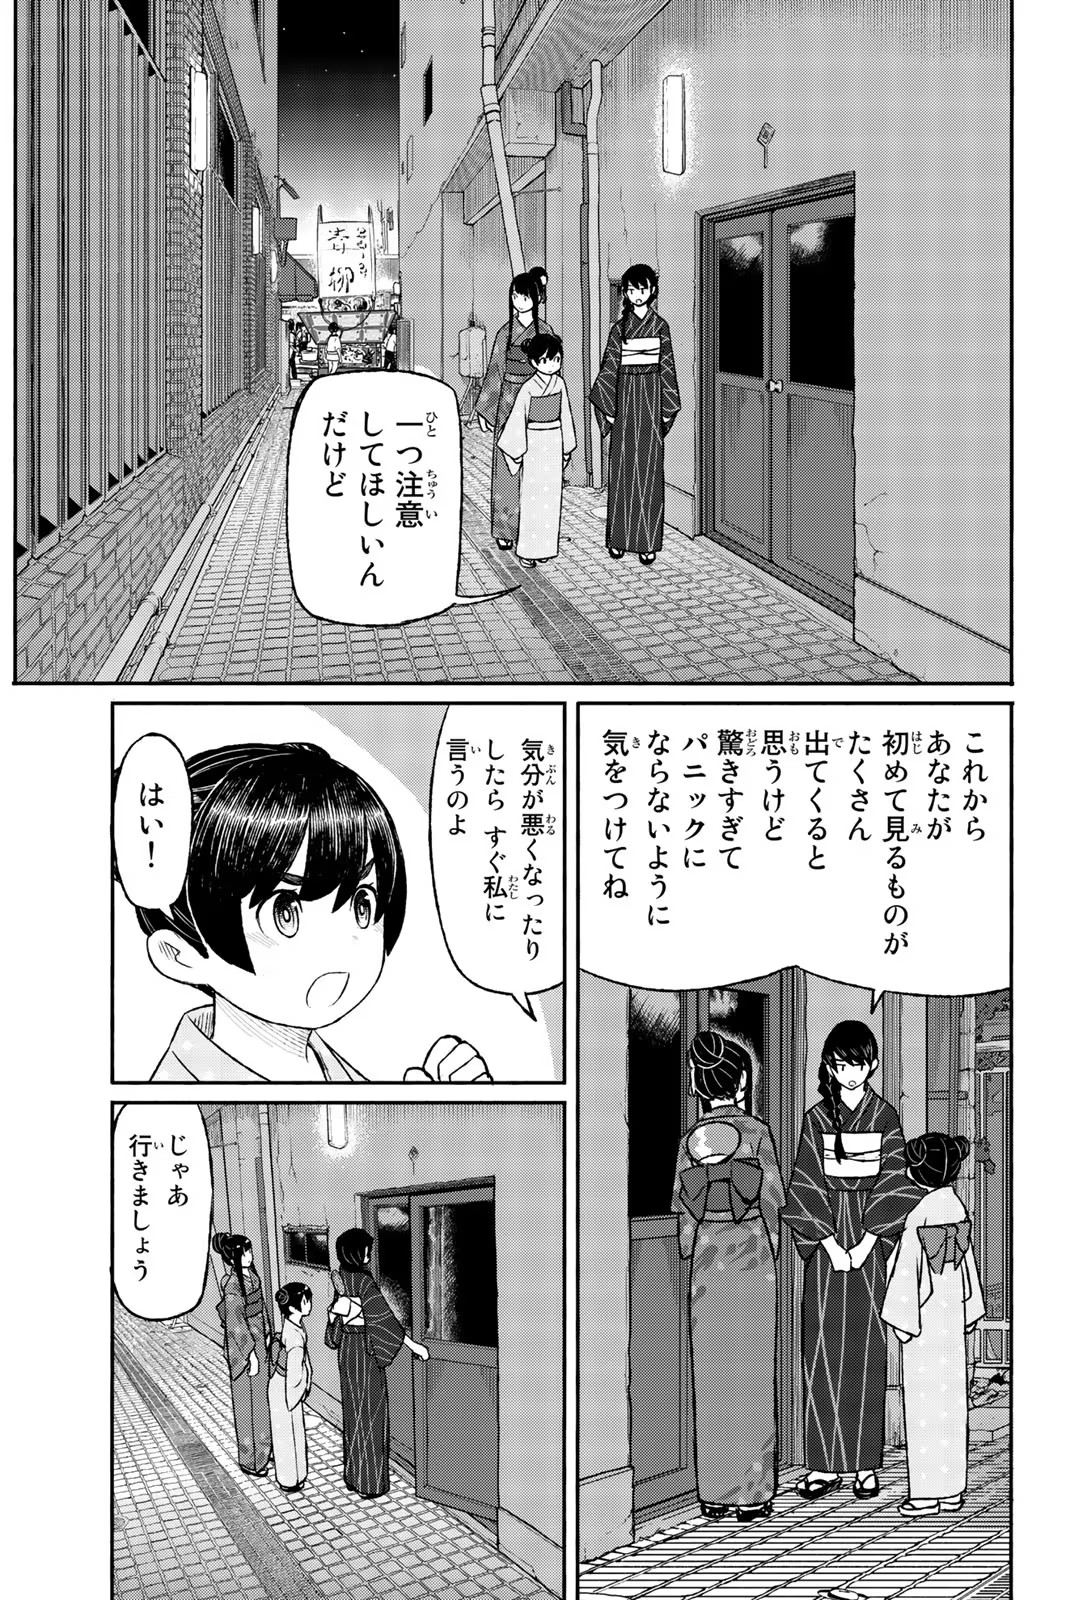 一つ注意
してほしいん
だけど
これから
あなたが
初めて見るものが
たくさん
出てくると
思うけど
驚きすぎて
パニックに
ならないように
気をつけてね
気分が悪くなったり
したら すぐ私に
言うのよ
はい!
じゃあ
行きましょう
青柳